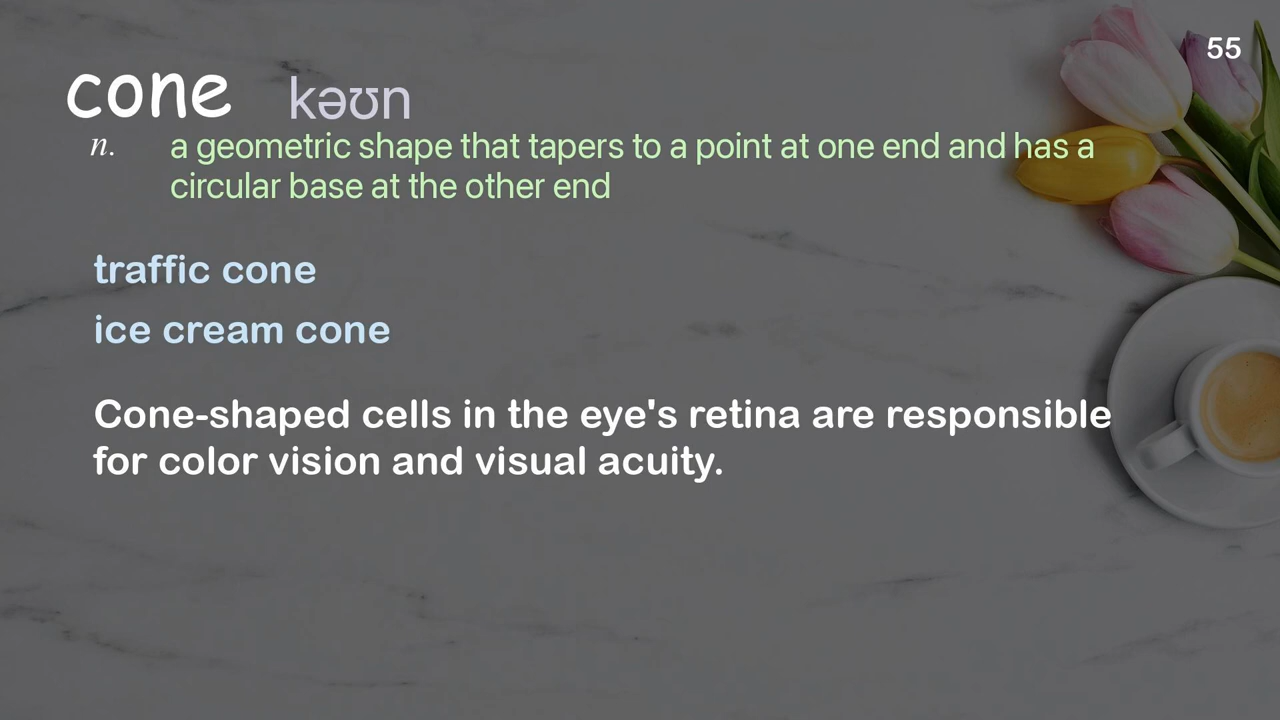 55
cone kəʊn
n. a geometric shape that tapers to a point at one end and has a
circular base at the other end
traffic cone
ice cream cone
Cone-shaped cells in the eye's retina are responsible
for color vision and visual acuity.